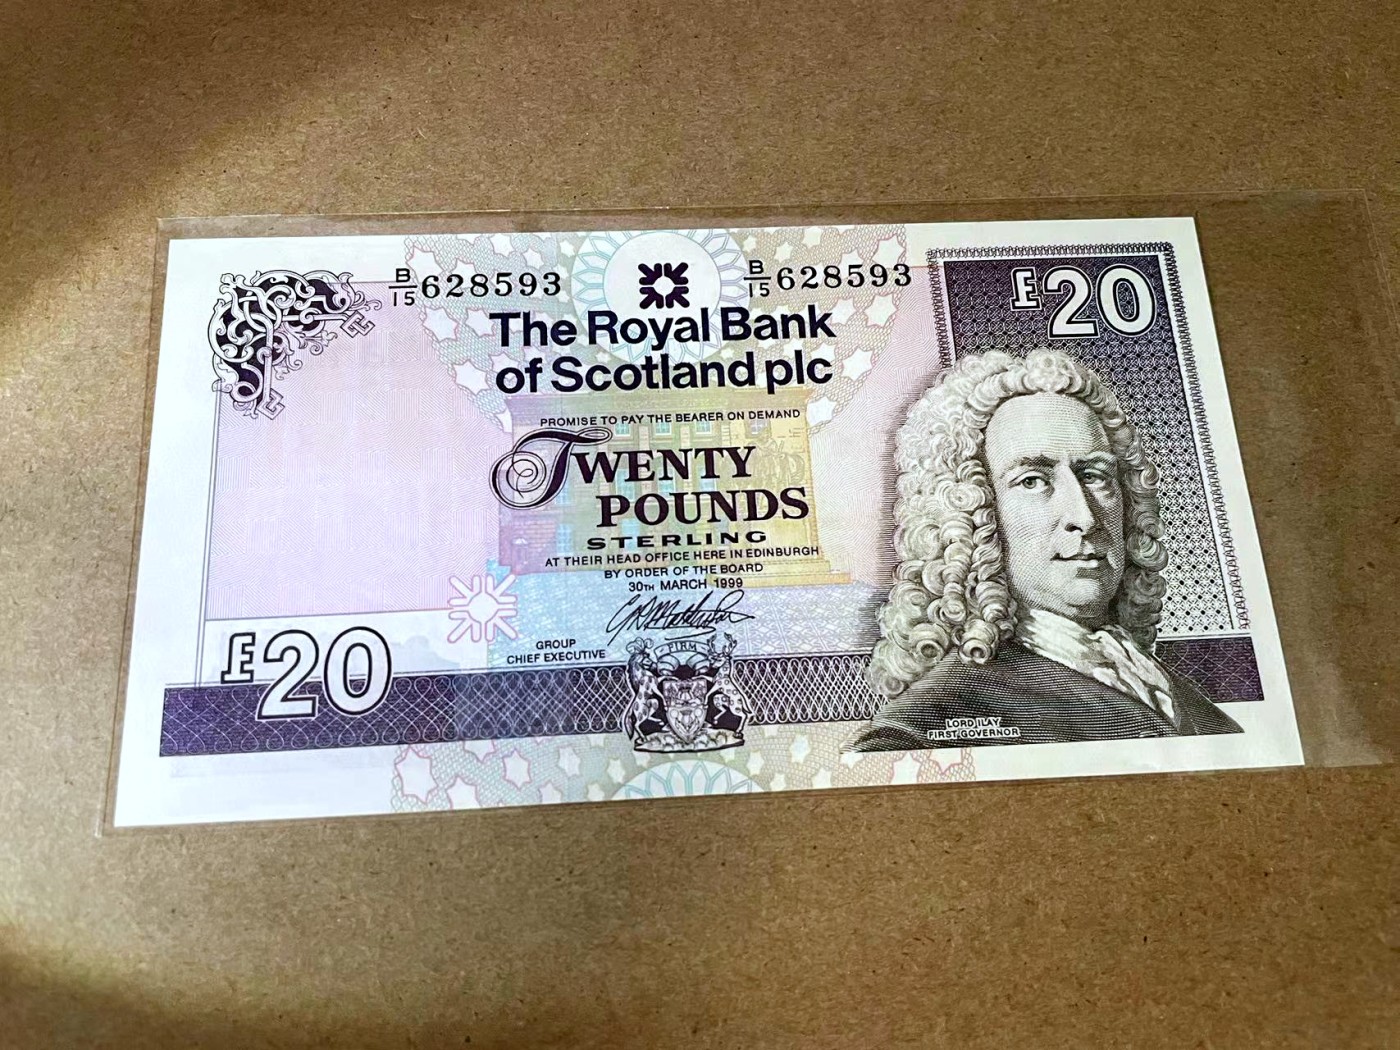 B/15 628593
B/15 628593
The Royal Bank
of Scotland plc
£20
PROMISE TO PAY THE BEARER ON DEMAND
TWENTY
POUNDS
STERLING
AT THEIR HEAD OFFICE HERE IN EDINBURGH
BY ORDER OF THE BOARD
30TH MARCH 1999
GROUP
CHIEF EXECUTIVE
FIRM
£20
LORD ILAY
FIRST GOVERNOR